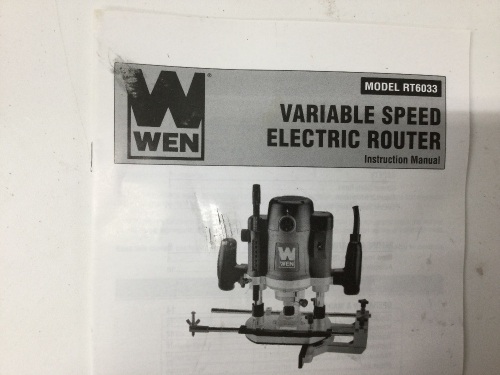 MODEL RT6033
WEN
VARIABLE SPEED
ELECTRIC ROUTER
Instruction Manual
WEN